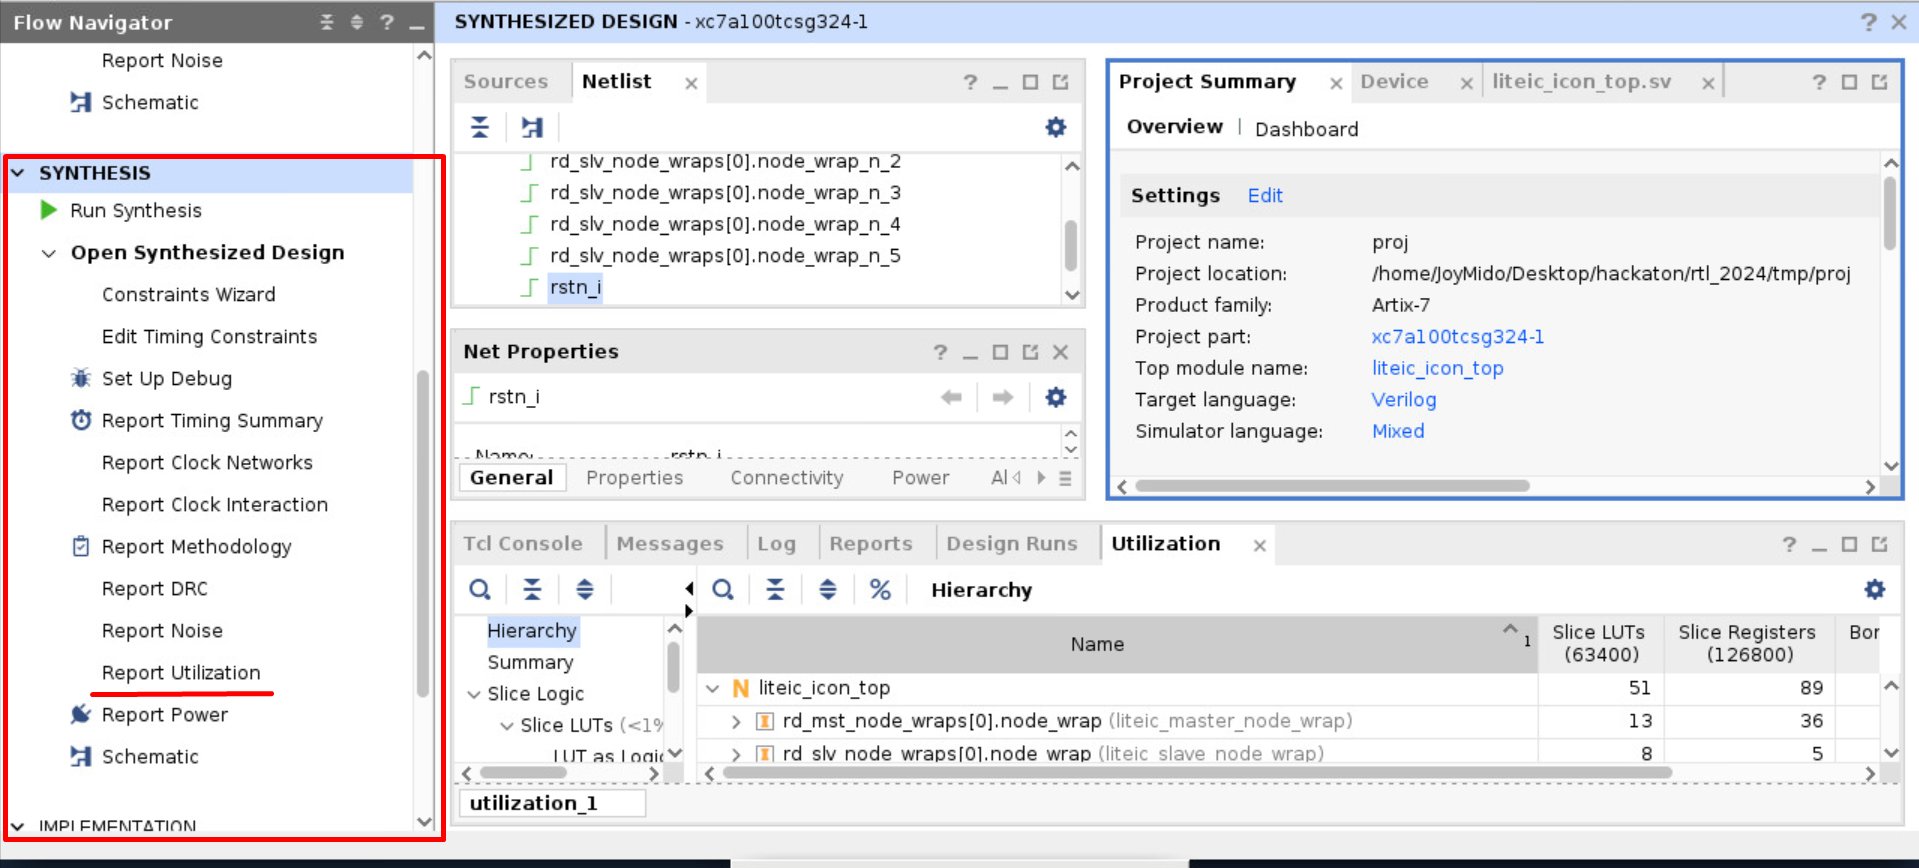 Flow Navigator
Report Noise
Schematic
SYNTHESIS
Run Synthesis
Open Synthesized Design
Constraints Wizard
Edit Timing Constraints
Set Up Debug
Report Timing Summary
Report Clock Networks
Report Clock Interaction
Report Methodology
Report DRC
Report Noise
Report Utilization
Report Power
Schematic
IMPLEMENTATION
SYNTHESIZED DESIGN - xc7a100tcsg324-1
Sources Netlist
rd_slv_node_wraps[0].node_wrap_n_2
rd_slv_node_wraps[0].node_wrap_n_3
rd_slv_node_wraps[0].node_wrap_n_4
rd_slv_node_wraps[0].node_wrap_n_5
rstn_i
Net Properties
rstn_i
Name: rstn_i
General Properties Connectivity Power Al
Project Summary Device liteic_icon_top.sv
Overview | Dashboard
Settings Edit
Project name: proj
Project location: /home/JoyMido/Desktop/hackaton/rtl_2024/tmp/proj
Product family: Artix-7
Project part: xc7a100tcsg324-1
Top module name: liteic_icon_top
Target language: Verilog
Simulator language: Mixed
Tcl Console Messages Log Reports Design Runs Utilization
Hierarchy
Hierarchy
Summary
Slice Logic
Slice LUTs (<1%
LUT as Logic
Name 1 Slice LUTs (63400) Slice Registers (126800) Bor
liteic_icon_top 51 89
rd_mst_node_wraps[0].node_wrap (liteic_master_node_wrap) 13 36
rd_slv_node_wraps[0].node_wrap (liteic_slave_node_wrap) 8 5
utilization_1